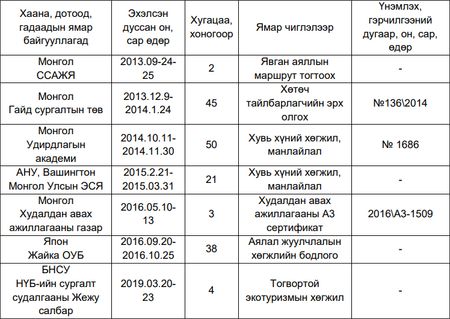 Хаана, дотоод,
гадаадын ямар
байгууллагад
Эхэлсэн
дуссан он,
сар өдөр
Хугацаа,
хоногоор
Ямар чиглэлээр
Үнэмлэх,
гэрчилгээний
дугаар, он, сар,
өдөр
Монгол
ССАЖЯ
2013.09-24-
25
2
Явган аяллын
маршрут тогтоох
-
Монгол
Гайд сургалтын төв
2013.12.9-
2014.1.24
45
Хөтөч
тайлбарлагчийн эрх
олгох
№136\2014
Монгол
Удирдлагын
академи
2014.10.11-
2014.11.30
50
Хувь хүний хөгжил,
манлайлал
№ 1686
АНУ, Вашингтон
Монгол Улсын ЭСЯ
2015.2.21-
2015.03.31
21
Хувь хүний хөгжил,
манлайлал
-
Монгол
Худалдан авах
ажиллагааны газар
2016.05.10-
13
3
Худалдан авах
ажиллагааны А3
сертификат
2016\А3-1509
Япон
Жайка ОУБ
2016.09.20-
2016.10.25
38
Аялал жуулчлалын
хөгжлийн бодлого
-
БНСУ
НҮБ-ийн сургалт
судалгааны Жежу
салбар
2019.03.20-
23
4
Тогвортой
экотуризмын хөгжил
-